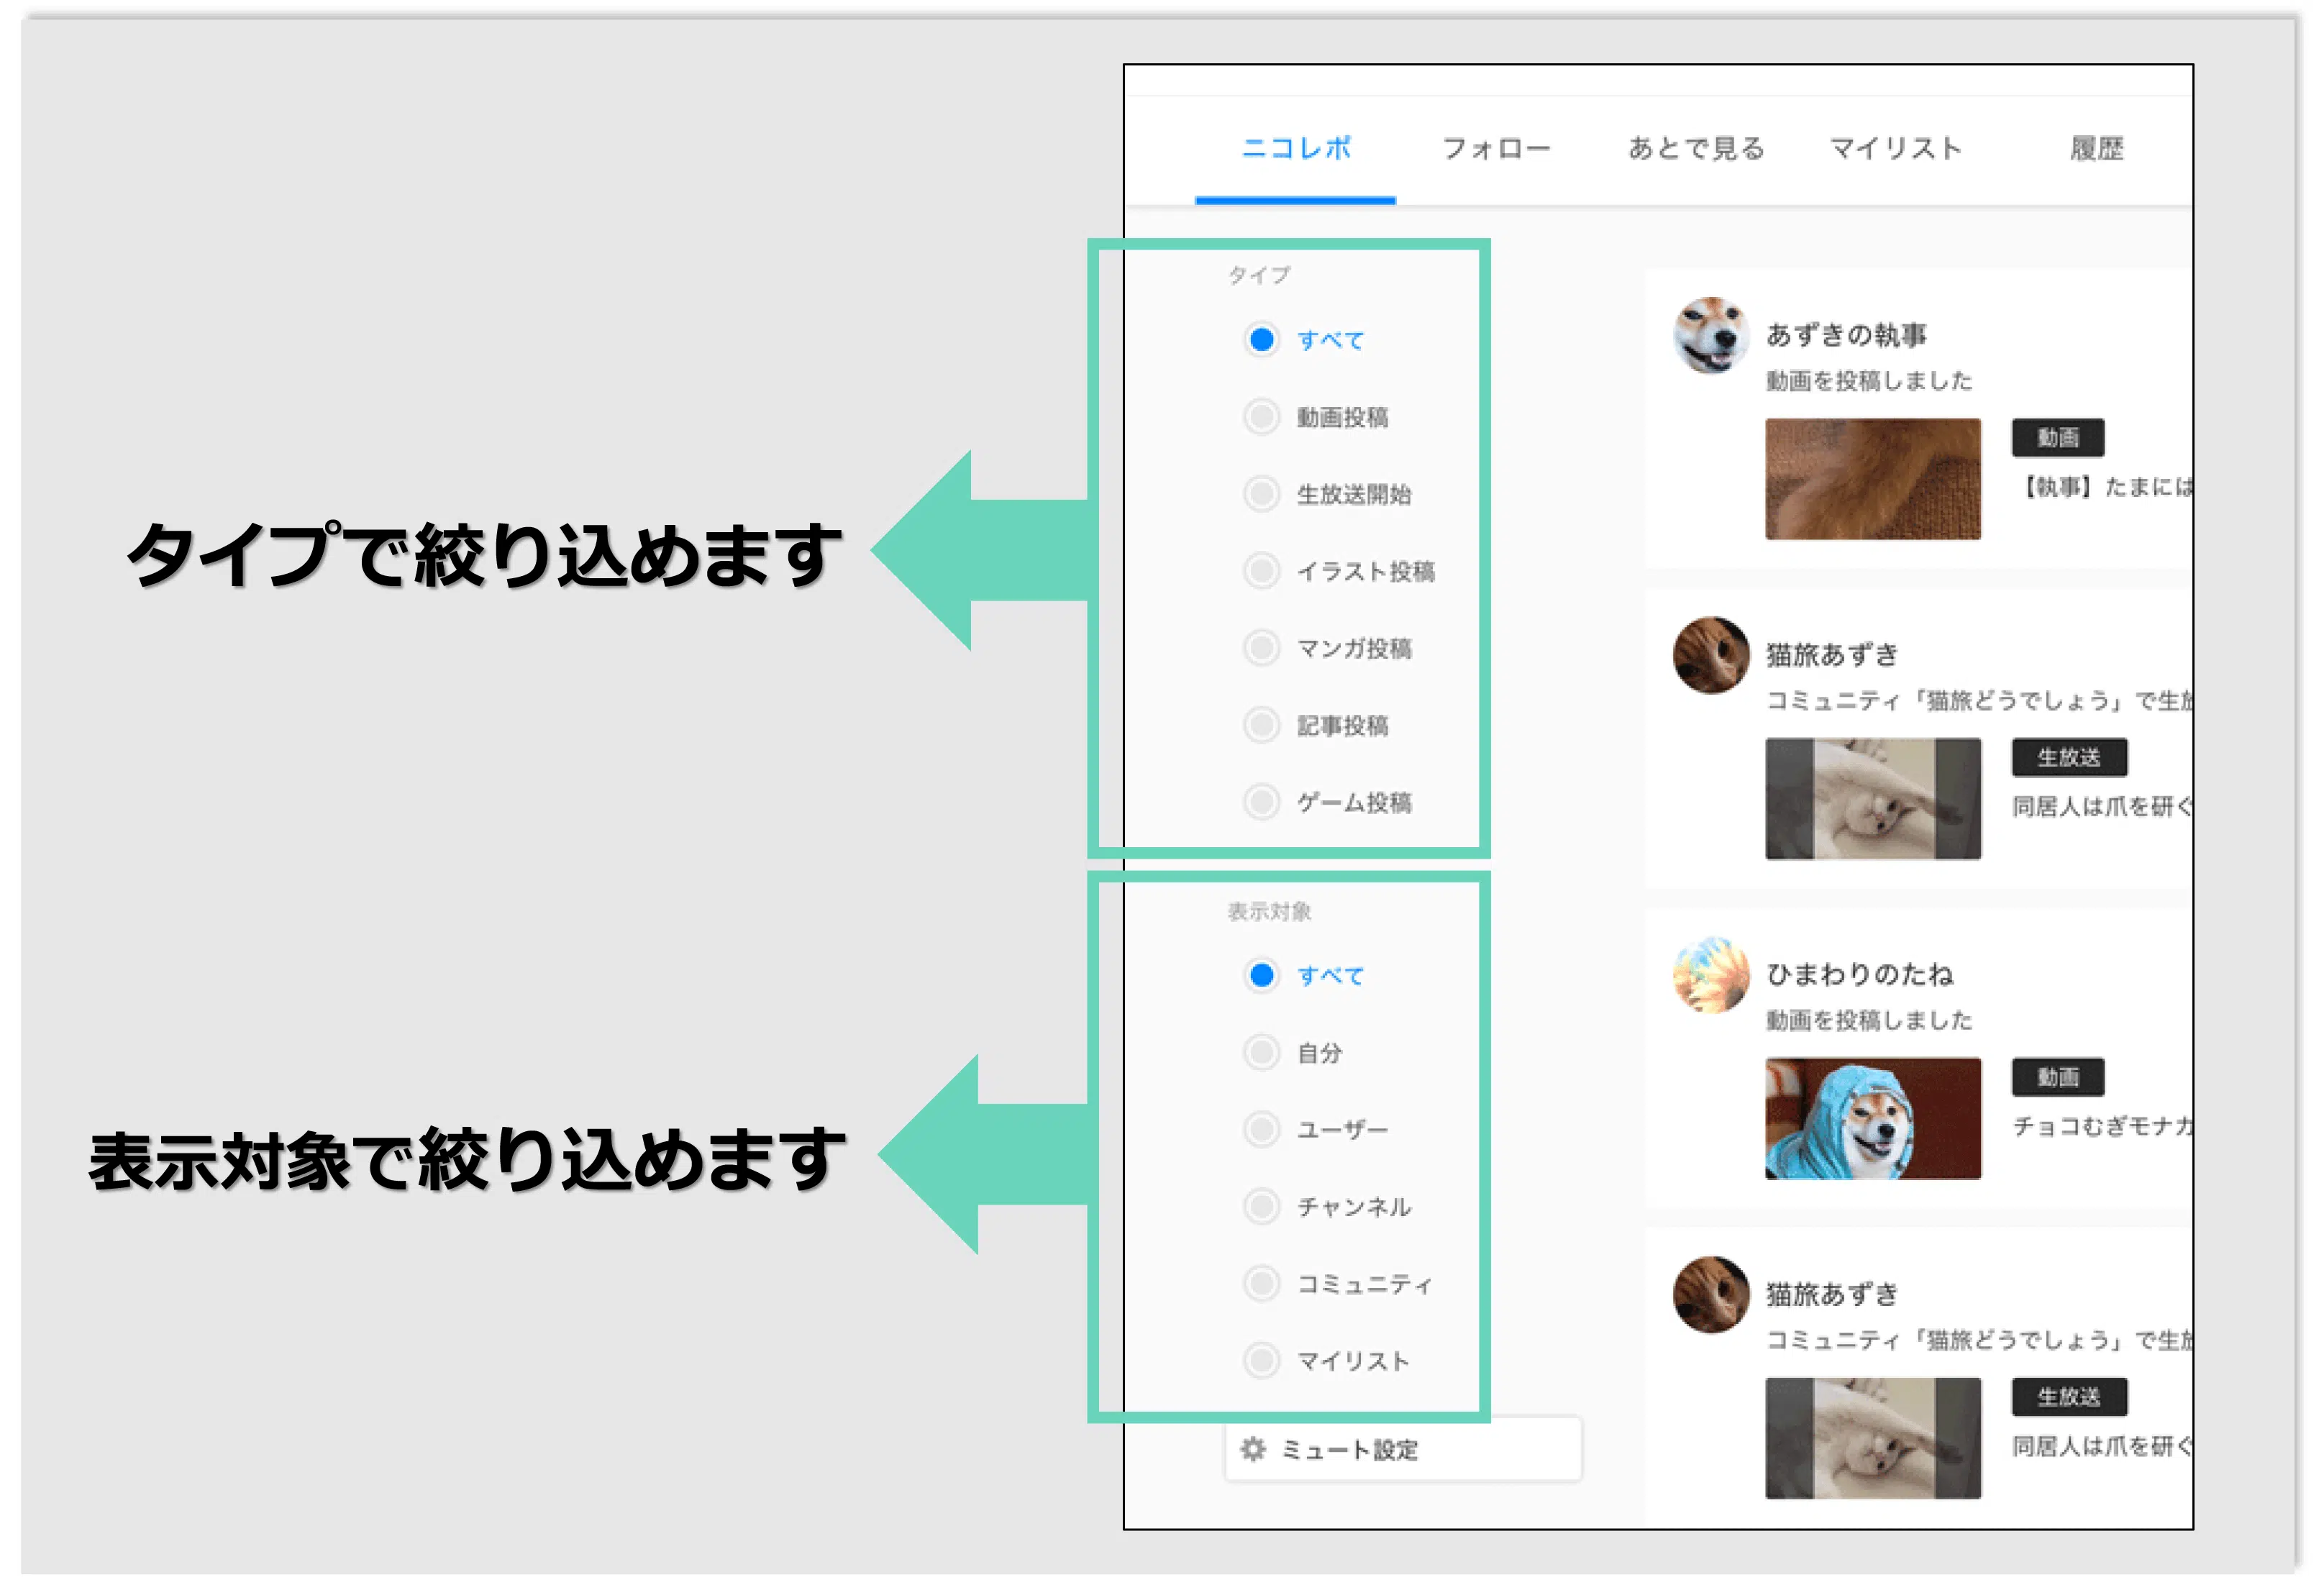 ニコレポ フォロー あとで見る マイリスト 履歴
タイプ
すべて
動画投稿
生放送開始
イラスト投稿
マンガ投稿
記事投稿
ゲーム投稿
タイプで絞り込めます
表示対象
すべて
自分
ユーザー
チャンネル
コミュニティ
マイリスト
表示対象で絞り込めます
ミュート設定
あずきの執事
動画を投稿しました
動画
【執事】たまには
猫旅あずき
コミュニティ「猫旅どうでしょう」で生放
生放送
同居人は爪を研ぐ
ひまわりのたね
動画を投稿しました
動画
チョコむぎモナカ
猫旅あずき
コミュニティ「猫旅どうでしょう」で生放
生放送
同居人は爪を研ぐ